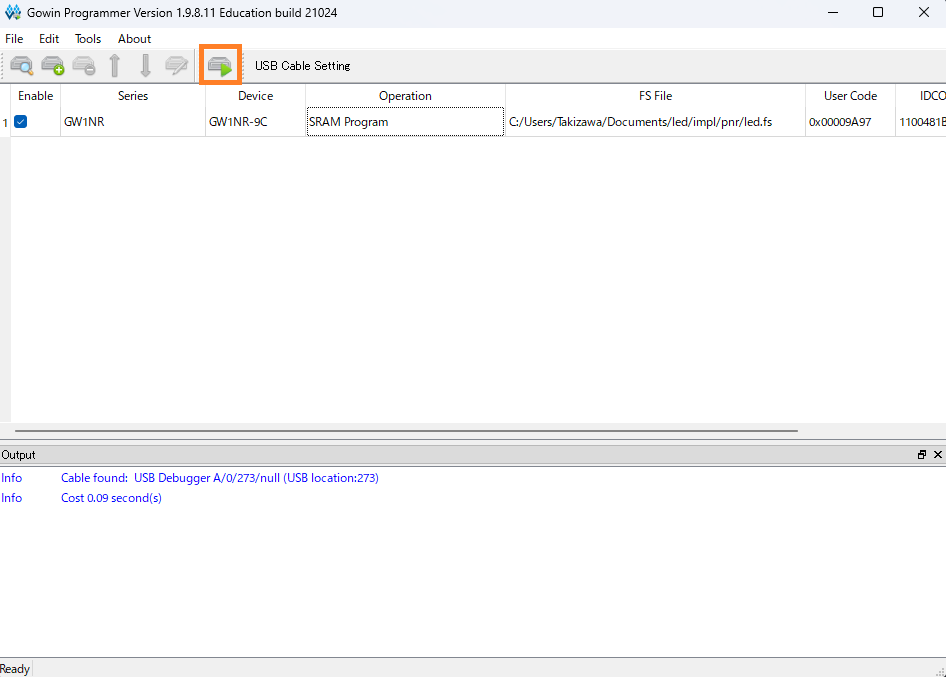 Gowin Programmer Version 1.9.8.11 Education build 21024
File Edit Tools About
USB Cable Setting
Enable Series Device Operation FS File User Code IDCO
1 GW1NR GW1NR-9C SRAM Program C:/Users/Takizawa/Documents/led/impl/pnr/led.fs 0x00009A97 1100481B
Output
Info Cable found: USB Debugger A/0/273/null (USB location:273)
Info Cost 0.09 second(s)
Ready